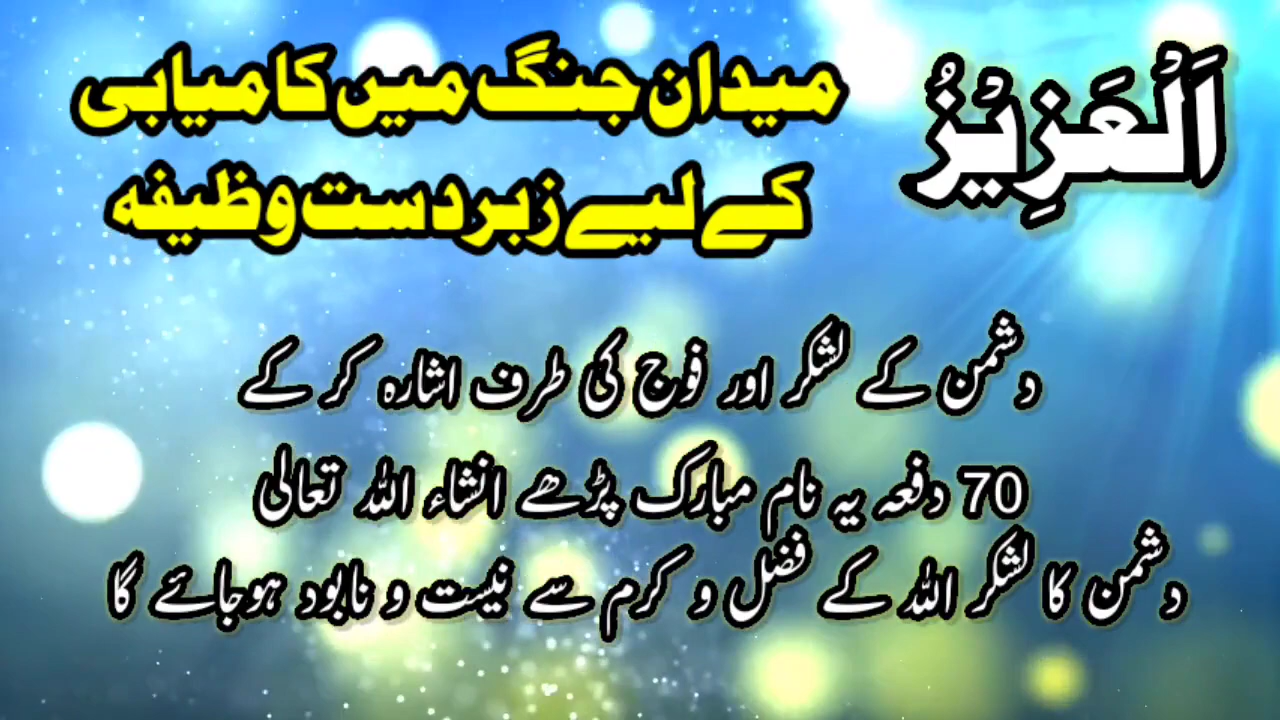 اَلْعَزِیْزُ
میدان جنگ میں کامیابی
کے لیے زبردست وظیفہ
دشمن کے لشکر اور فوج کی طرف اشارہ کر کے
70 دفعہ یہ نام مبارک پڑھے انشاء اللہ تعالیٰ
دشمن کا لشکر اللہ کے فضل و کرم سے نیست و نابود ہوجائے گا